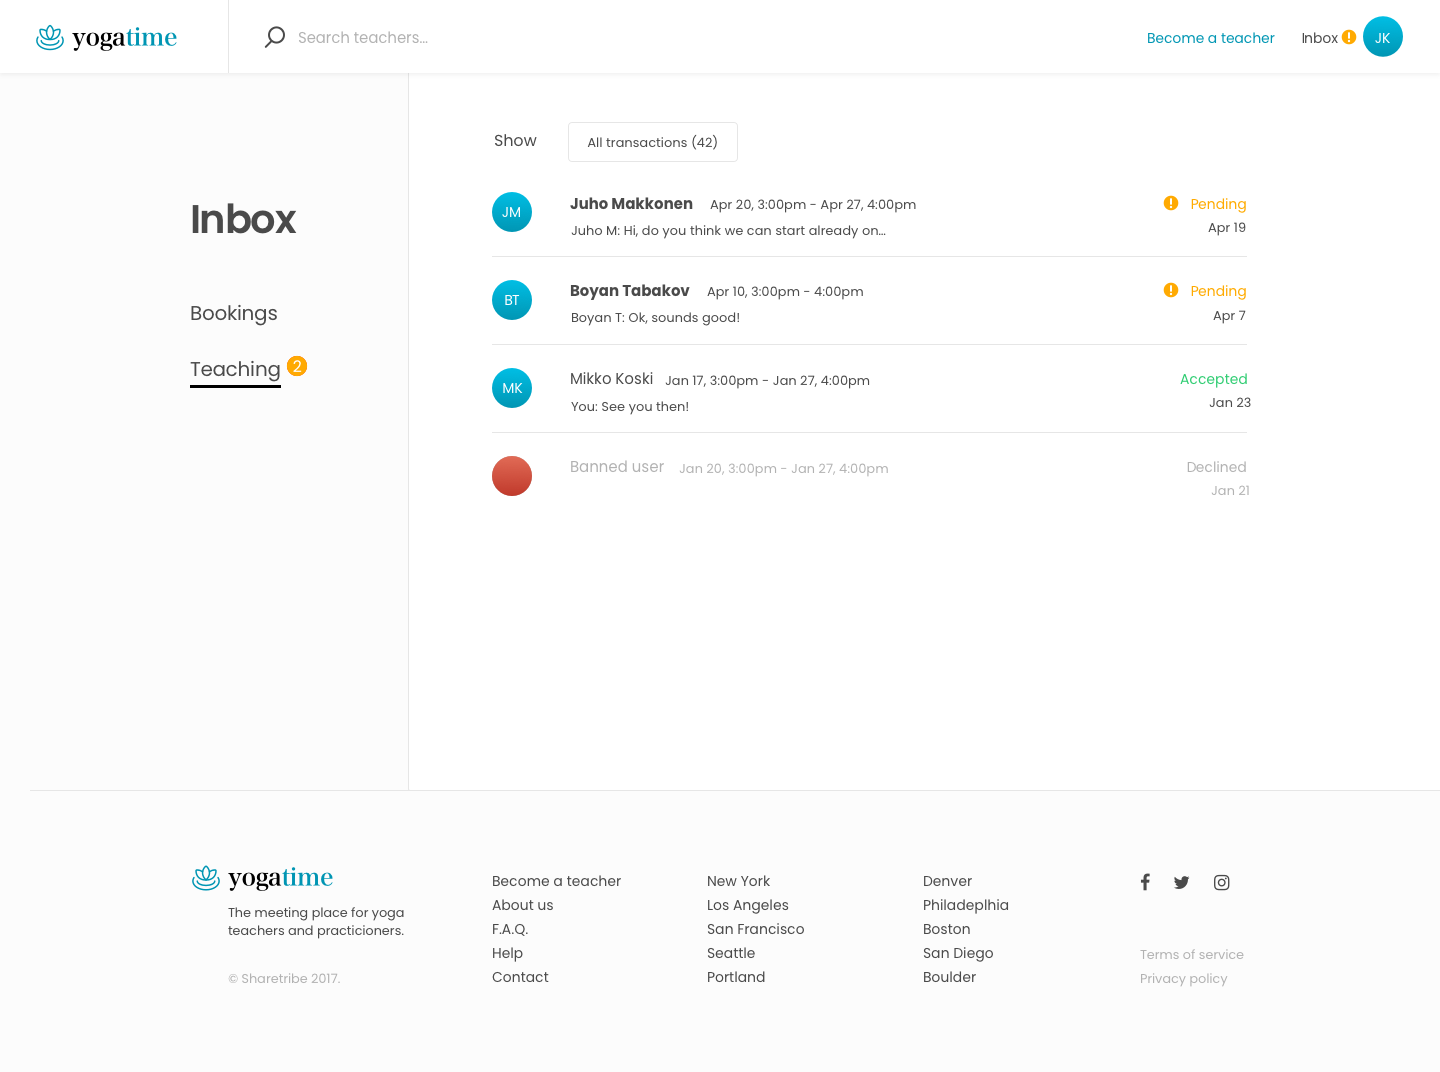 yogatime
Search teachers...
Become a teacher
Inbox
JK
Inbox
Bookings
Teaching 2
Show
All transactions (42)
JM
Juho Makkonen Apr 20, 3:00pm - Apr 27, 4:00pm
Pending
Juho M: Hi, do you think we can start already on...
Apr 19
BT
Boyan Tabakov Apr 10, 3:00pm - 4:00pm
Pending
Boyan T: Ok, sounds good!
Apr 7
MK
Mikko Koski Jan 17, 3:00pm - Jan 27, 4:00pm
Accepted
You: See you then!
Jan 23
Banned user Jan 20, 3:00pm - Jan 27, 4:00pm
Declined
Jan 21
yogatime
The meeting place for yoga
teachers and practicioners.
© Sharetribe 2017.
Become a teacher
About us
F.A.Q.
Help
Contact
New York
Los Angeles
San Francisco
Seattle
Portland
Denver
Philadeplhia
Boston
San Diego
Boulder
Terms of service
Privacy policy